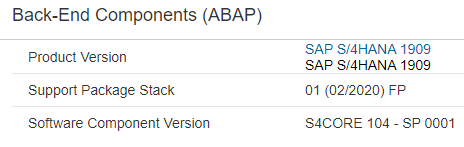 Back-End Components (ABAP)
Product Version SAP S/4HANA 1909
SAP S/4HANA 1909
Support Package Stack 01 (02/2020) FP
Software Component Version S4CORE 104 - SP 0001